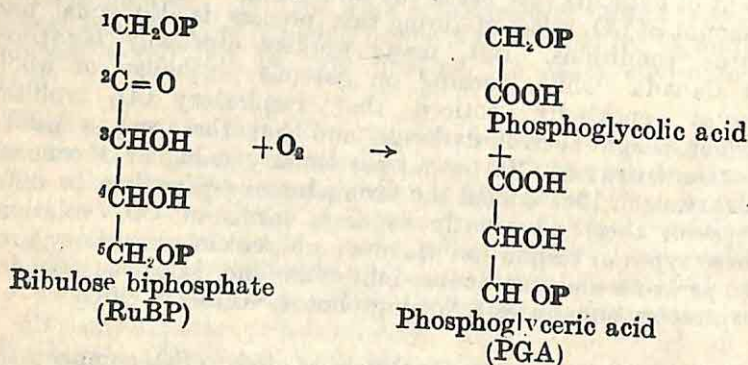 ¹CH₂OP
²C=O
³CHOH
⁴CHOH
⁵CH₂OP
Ribulose biphosphate
(RuBP)
+O₂ →
CH₂OP
COOH
Phosphoglycolic acid
+
COOH
CHOH
CH OP
Phosphoglyceric acid
(PGA)